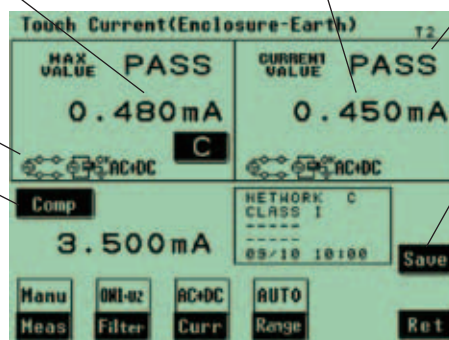 Touch Current(Enclosure-Earth)
T2
MAX VALUE PASS
0.480mA
C
AC+DC
CURRENT VALUE PASS
0.450mA
AC+DC
Comp
3.500mA
NETWORK C
CLASS I
-----
-----
09/10 10:00
Save
Manu
Meas
Filter
AC+DC
Curr
AUTO
Range
Ret